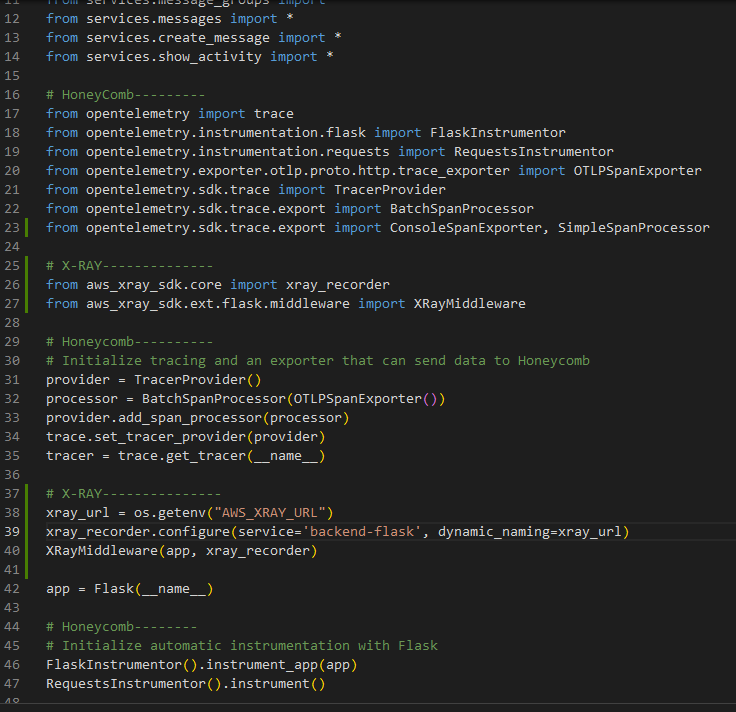 11 from services.message_groups import
12 from services.messages import *
13 from services.create_message import *
14 from services.show_activity import *
15
16 # HoneyComb---------
17 from opentelemetry import trace
18 from opentelemetry.instrumentation.flask import FlaskInstrumentor
19 from opentelemetry.instrumentation.requests import RequestsInstrumentor
20 from opentelemetry.exporter.otlp.proto.http.trace_exporter import OTLPSpanExporter
21 from opentelemetry.sdk.trace import TracerProvider
22 from opentelemetry.sdk.trace.export import BatchSpanProcessor
23 from opentelemetry.sdk.trace.export import ConsoleSpanExporter, SimpleSpanProcessor
24
25 # X-RAY--------------
26 from aws_xray_sdk.core import xray_recorder
27 from aws_xray_sdk.ext.flask.middleware import XRayMiddleware
28
29 # Honeycomb----------
30 # Initialize tracing and an exporter that can send data to Honeycomb
31 provider = TracerProvider()
32 processor = BatchSpanProcessor(OTLPSpanExporter())
33 provider.add_span_processor(processor)
34 trace.set_tracer_provider(provider)
35 tracer = trace.get_tracer(__name__)
36
37 # X-RAY---------------
38 xray_url = os.getenv("AWS_XRAY_URL")
39 xray_recorder.configure(service='backend-flask', dynamic_naming=xray_url)
40 XRayMiddleware(app, xray_recorder)
41
42 app = Flask(__name__)
43
44 # Honeycomb--------
45 # Initialize automatic instrumentation with Flask
46 FlaskInstrumentor().instrument_app(app)
47 RequestsInstrumentor().instrument()
48